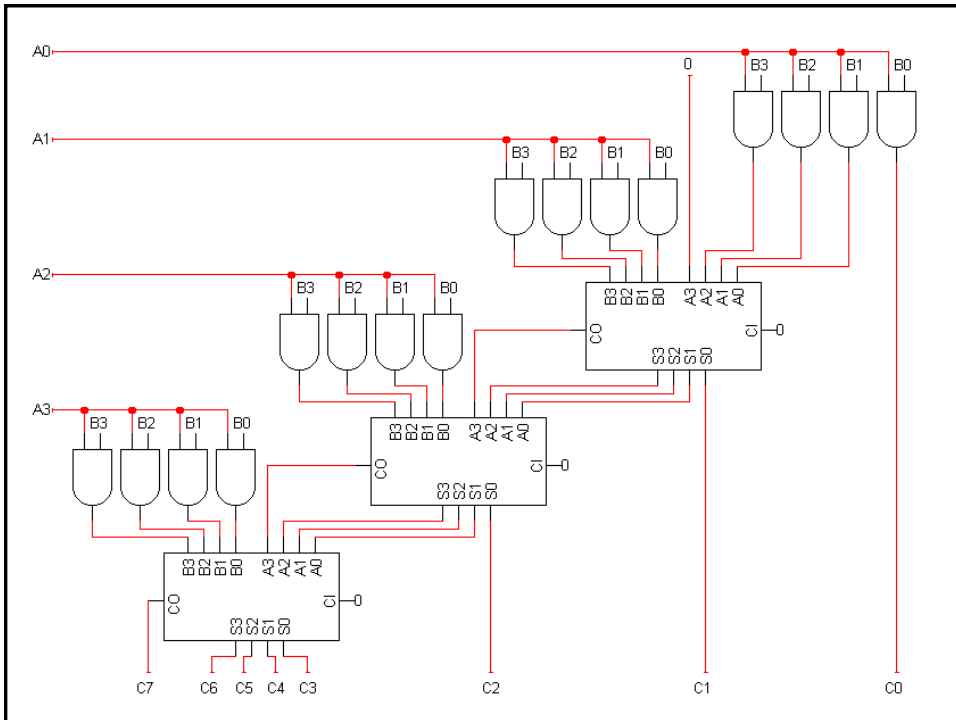 A0
0 B3 B2 B1 B0
A1
B3 B2 B1 B0
A2
B3 B2 B1 B0
B3 B2 B1 B0 A3 A2 A1 A0
CO CI 0
S3 S2 S1 S0
A3
B3 B2 B1 B0
B3 B2 B1 B0 A3 A2 A1 A0
CO CI 0
S3 S2 S1 S0
B3 B2 B1 B0 A3 A2 A1 A0
CO CI 0
S3 S2 S1 S0
C7 C6 C5 C4 C3 C2 C1 C0